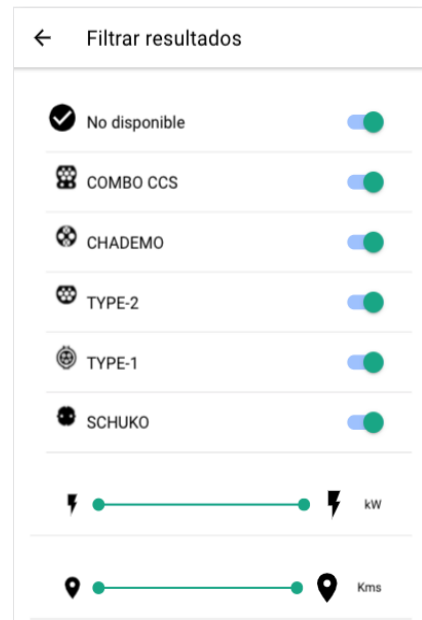 Filtrar resultados
No disponible
COMBO CCS
CHADEMO
TYPE-2
TYPE-1
SCHUKO
kW
Kms